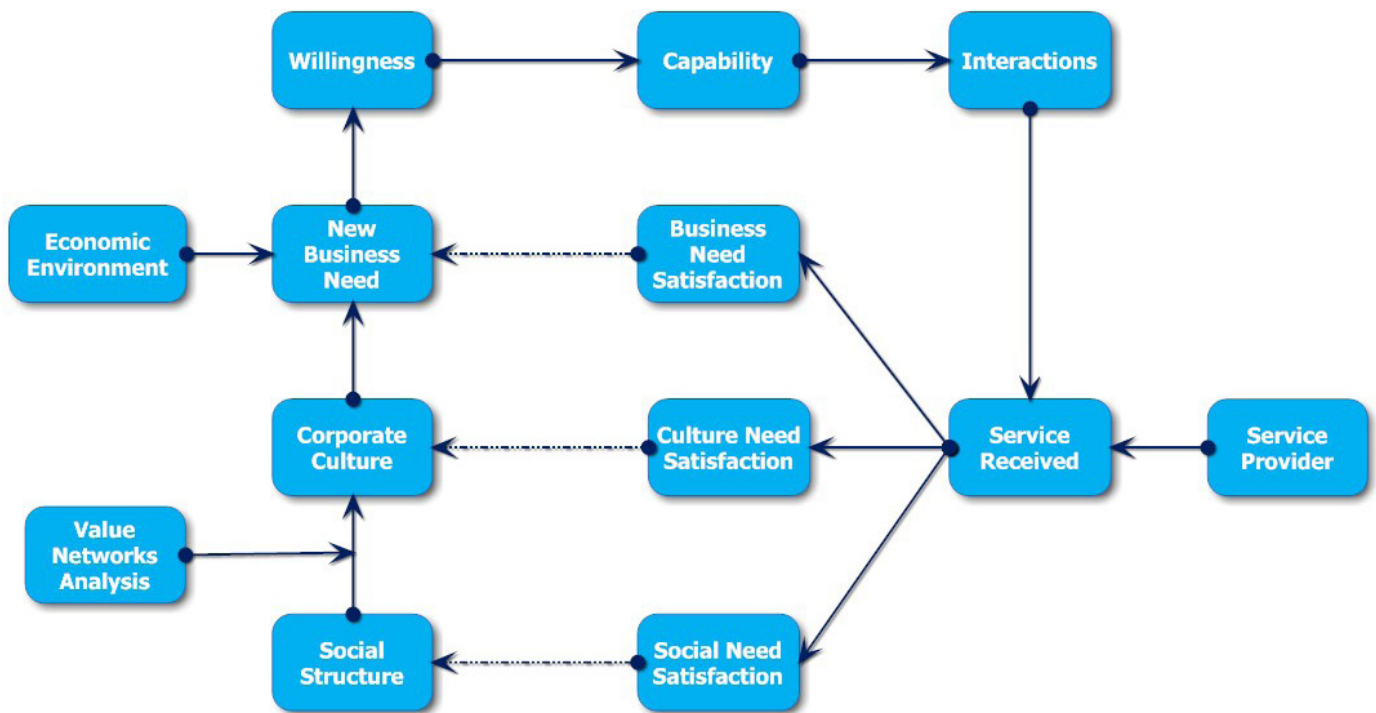 Willingness
Capability
Interactions
Economic
Environment
New
Business
Need
Business
Need
Satisfaction
Corporate
Culture
Culture Need
Satisfaction
Service
Received
Service
Provider
Value
Networks
Analysis
Social
Structure
Social Need
Satisfaction